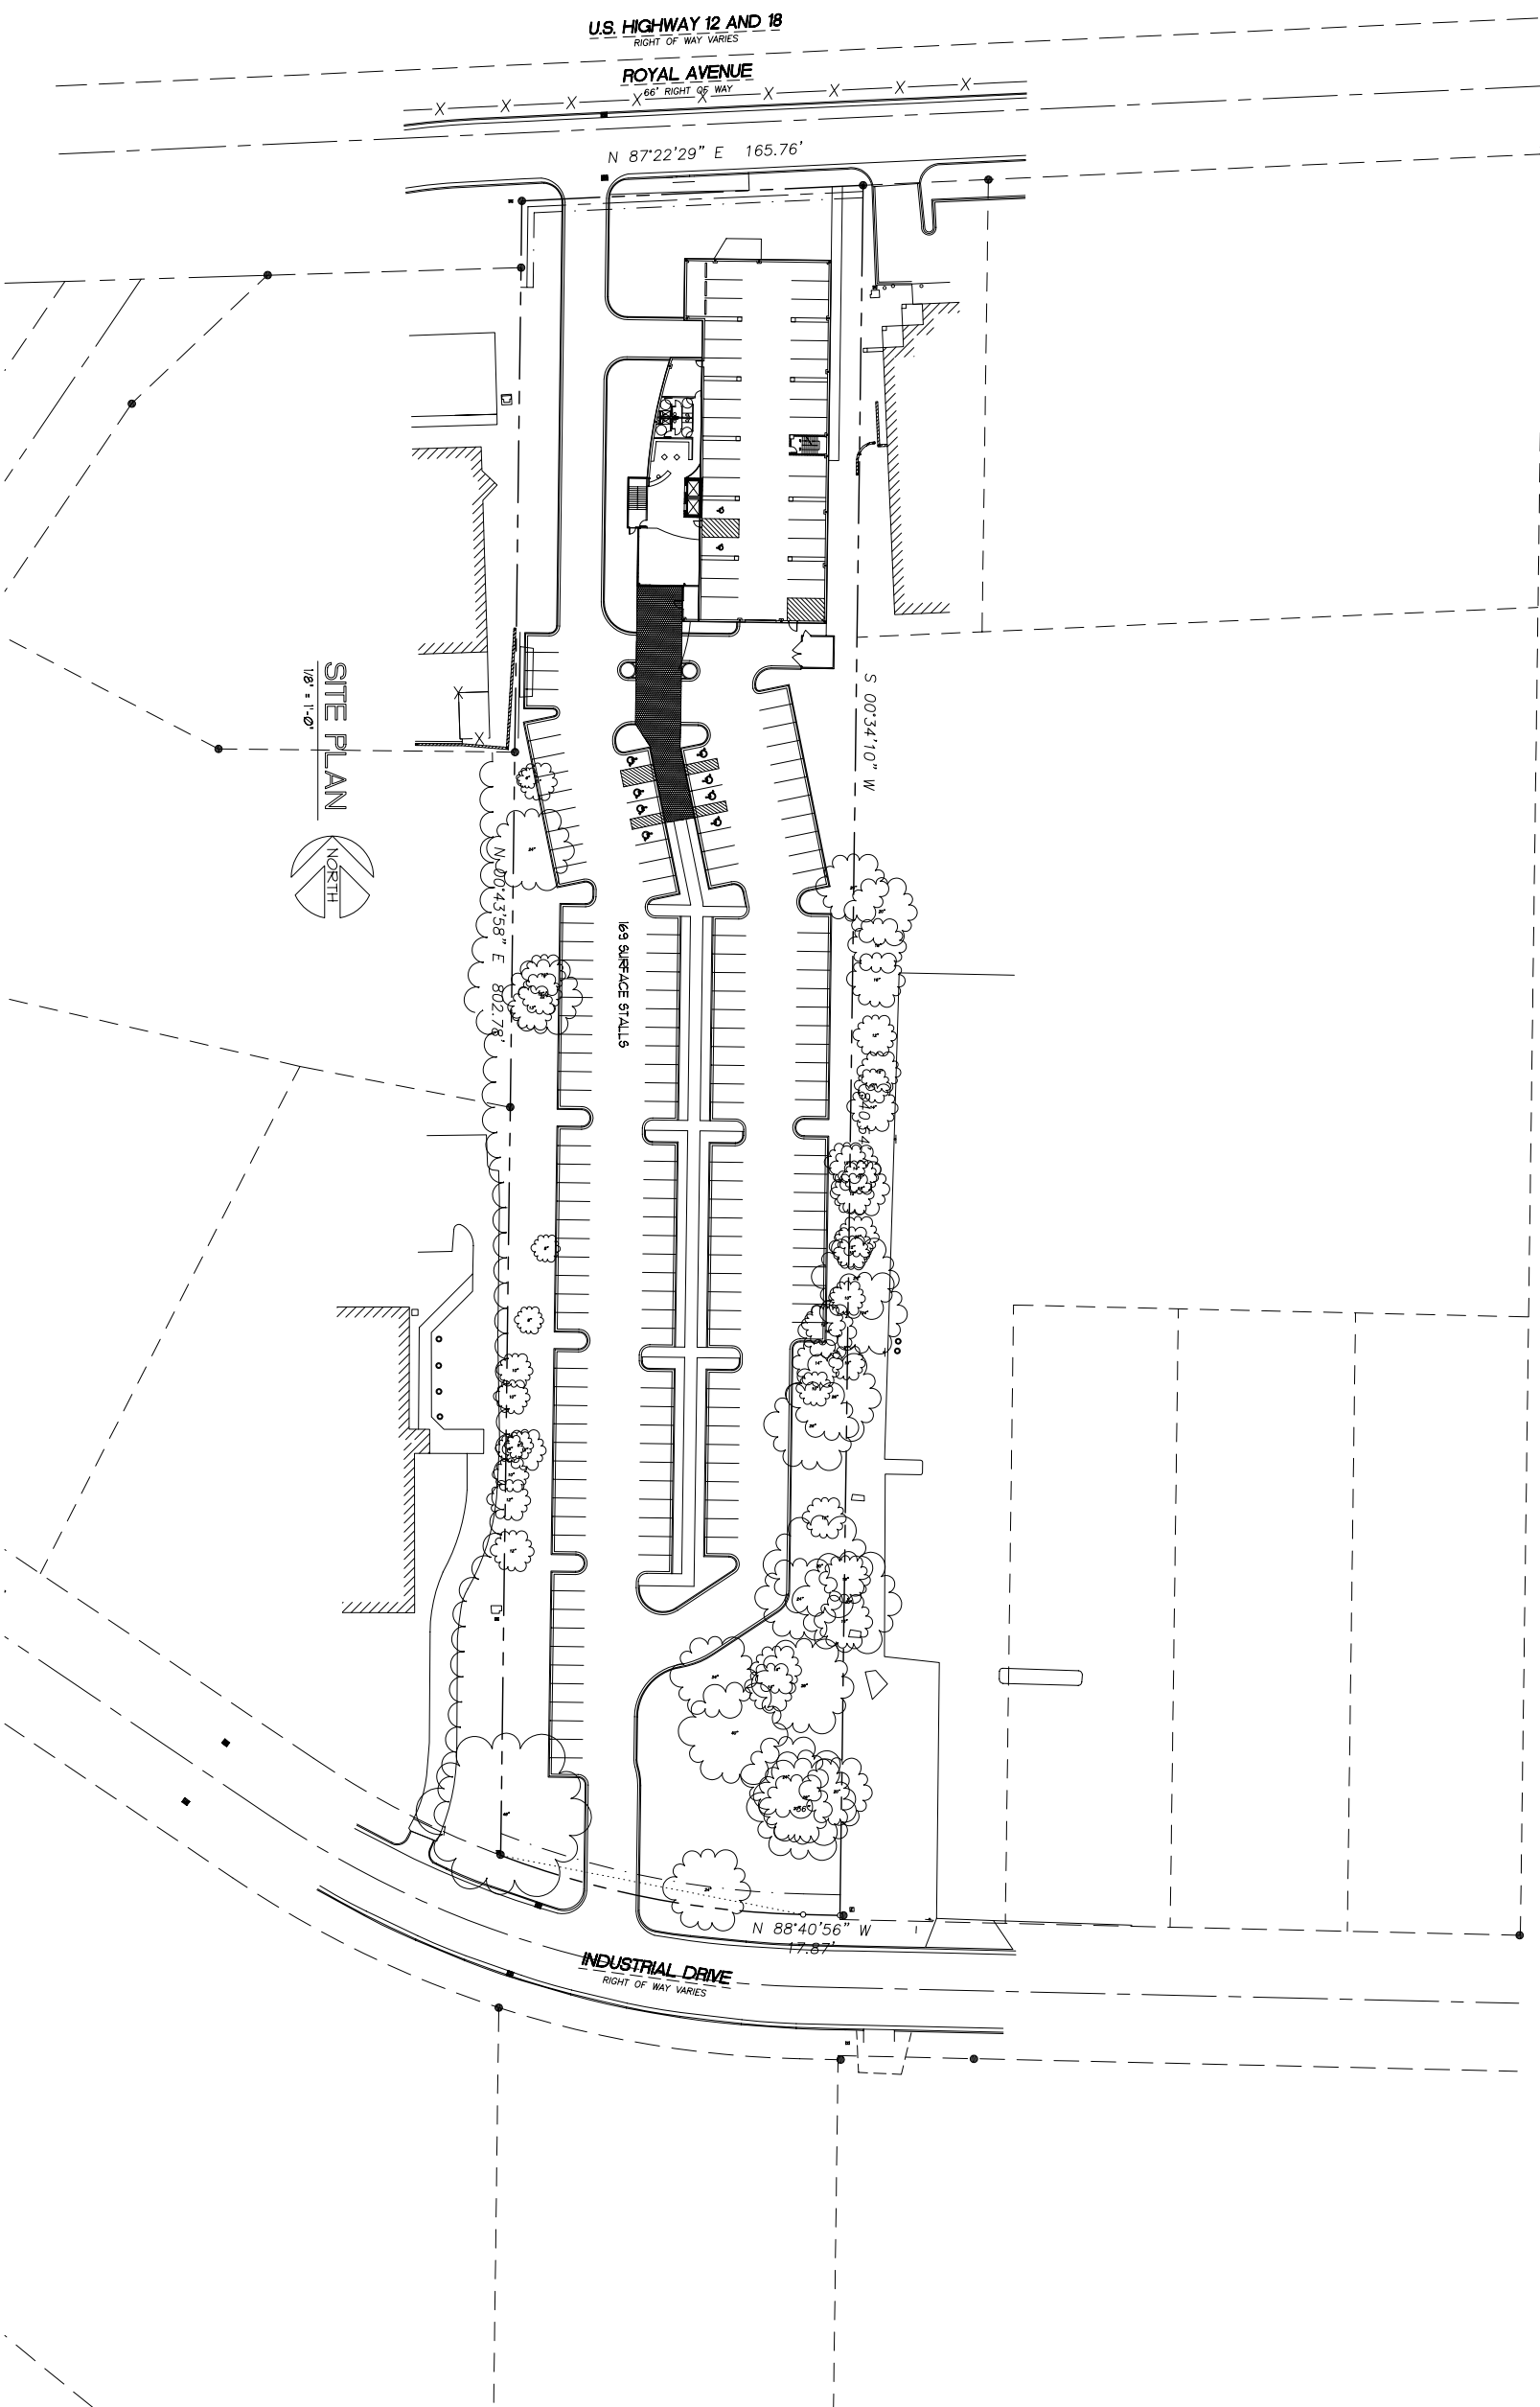 U.S. HIGHWAY 12 AND 18
RIGHT OF WAY VARIES
ROYAL AVENUE
66' RIGHT OF WAY
N 87°22'29" E 165.76'
SITE PLAN
1/8" = 1'-0"
NORTH
S 00°34'10" W
N 00°43'58" E 802.78'
169 SURFACE STALLS
N 88°40'56" W
17.87'
INDUSTRIAL DRIVE
RIGHT OF WAY VARIES